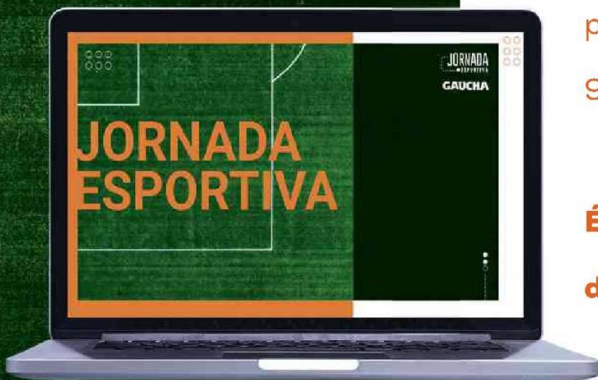 JORNADA
ESPORTIVA
GAUCHA
JORNADA
ESPORTIVA
p
g
É
d